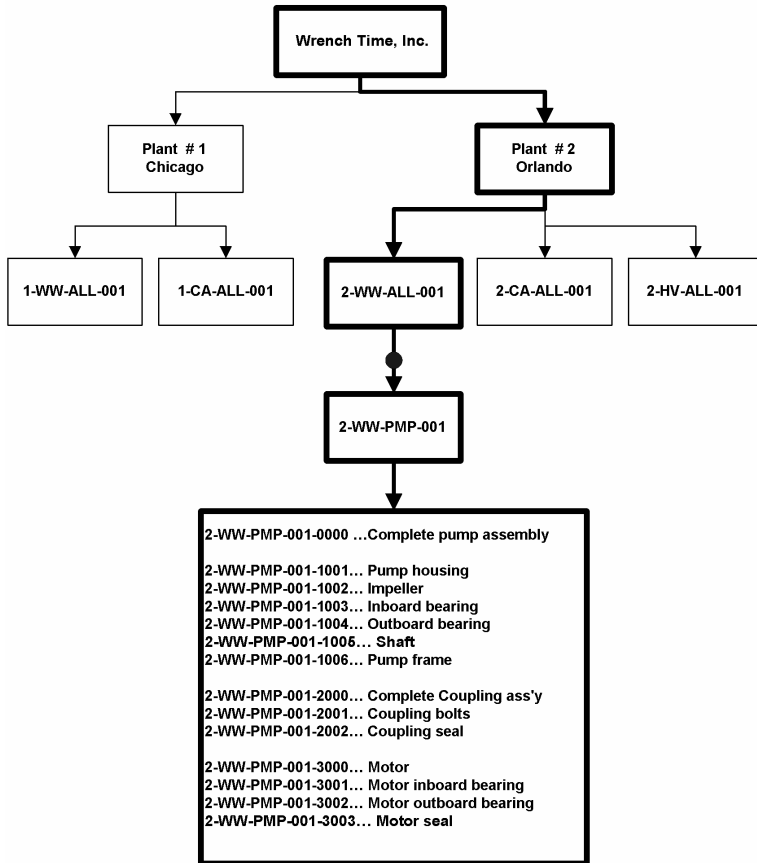 Wrench Time, Inc.
Plant # 1
Chicago
Plant # 2
Orlando
1-WW-ALL-001
1-CA-ALL-001
2-WW-ALL-001
2-CA-ALL-001
2-HV-ALL-001
2-WW-PMP-001
2-WW-PMP-001-0000 …Complete pump assembly
2-WW-PMP-001-1001… Pump housing
2-WW-PMP-001-1002… Impeller
2-WW-PMP-001-1003… Inboard bearing
2-WW-PMP-001-1004… Outboard bearing
2-WW-PMP-001-1005… Shaft
2-WW-PMP-001-1006… Pump frame
2-WW-PMP-001-2000… Complete Coupling ass'y
2-WW-PMP-001-2001… Coupling bolts
2-WW-PMP-001-2002… Coupling seal
2-WW-PMP-001-3000… Motor
2-WW-PMP-001-3001… Motor inboard bearing
2-WW-PMP-001-3002… Motor outboard bearing
2-WW-PMP-001-3003… Motor seal